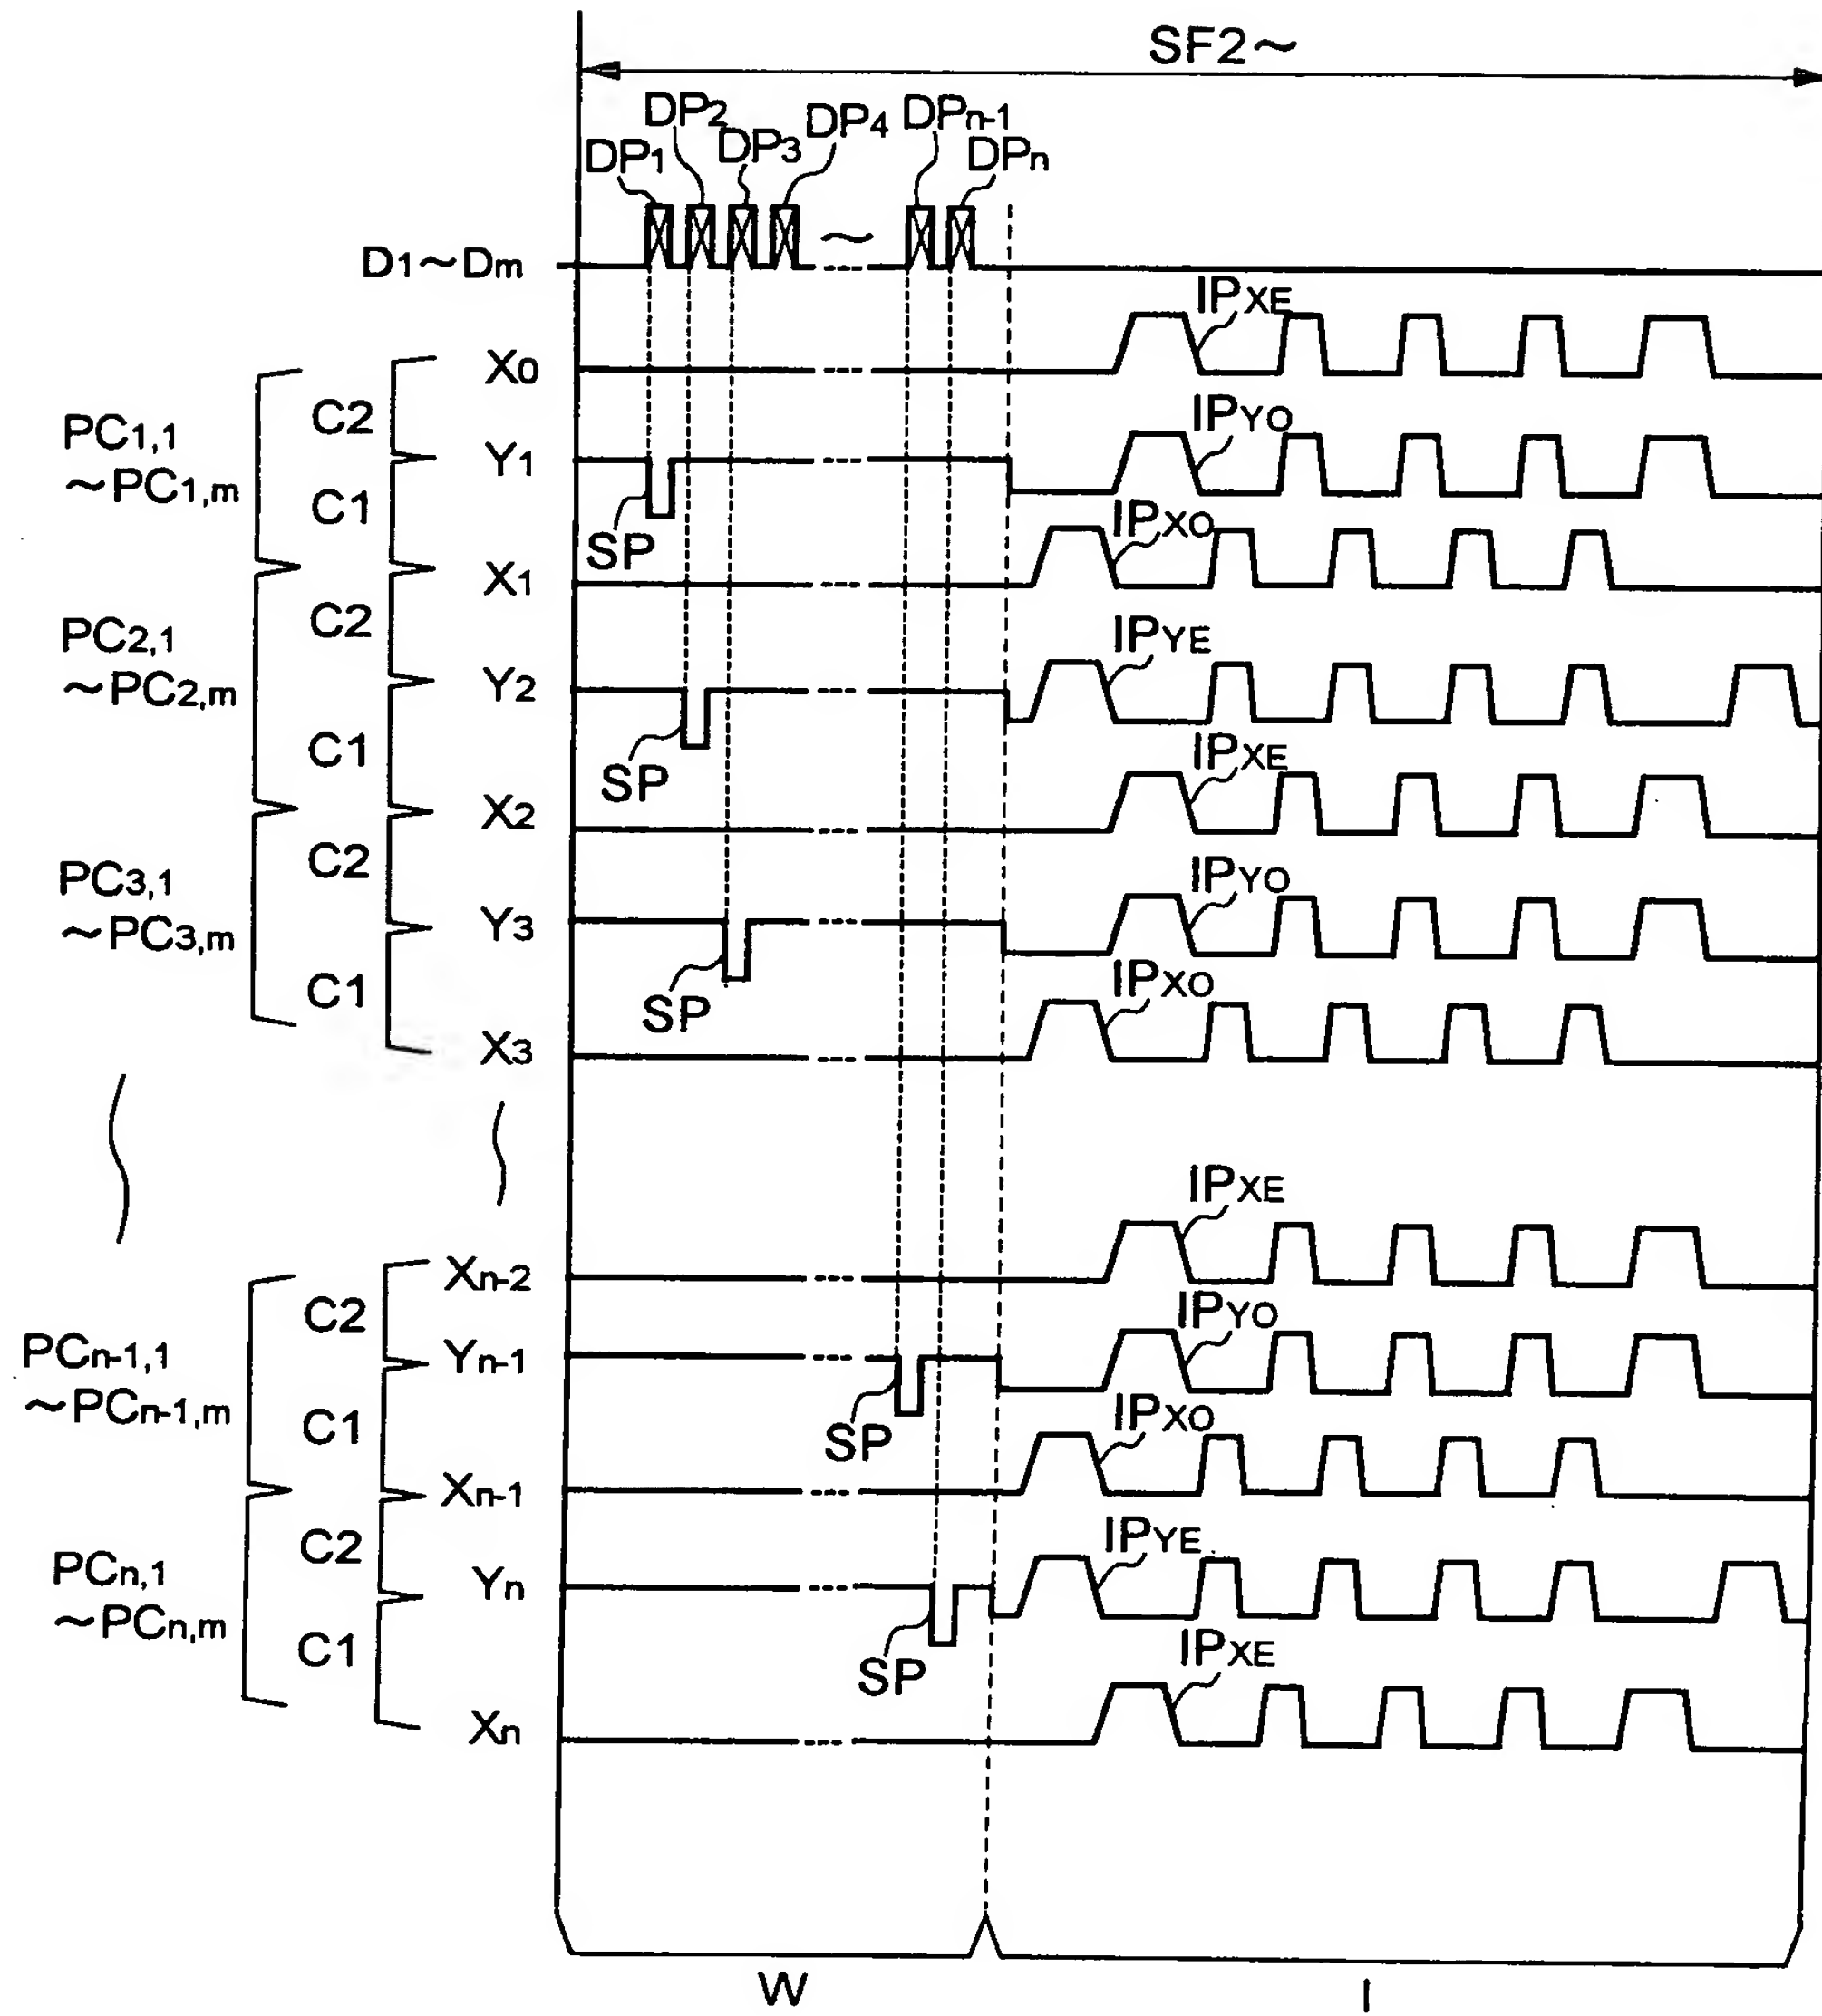 SF2～
DP1 DP2 DP3 DP4 DPn-1 DPn
D1～Dm
～
IPXE
X0
C2
PC1,1
～PC1,m
IPYO
Y1
C1
SP
IPXO
X1
C2
PC2,1
～PC2,m
IPYE
Y2
C1
SP
IPXE
X2
C2
PC3,1
～PC3,m
IPYO
Y3
C1
SP
IPXO
X3
IPXE
Xn-2
C2
PCn-1,1
～PCn-1,m
IPYO
Yn-1
C1
SP
IPXO
Xn-1
C2
PCn,1
～PCn,m
IPYE
Yn
C1
SP
IPXE
Xn
W I